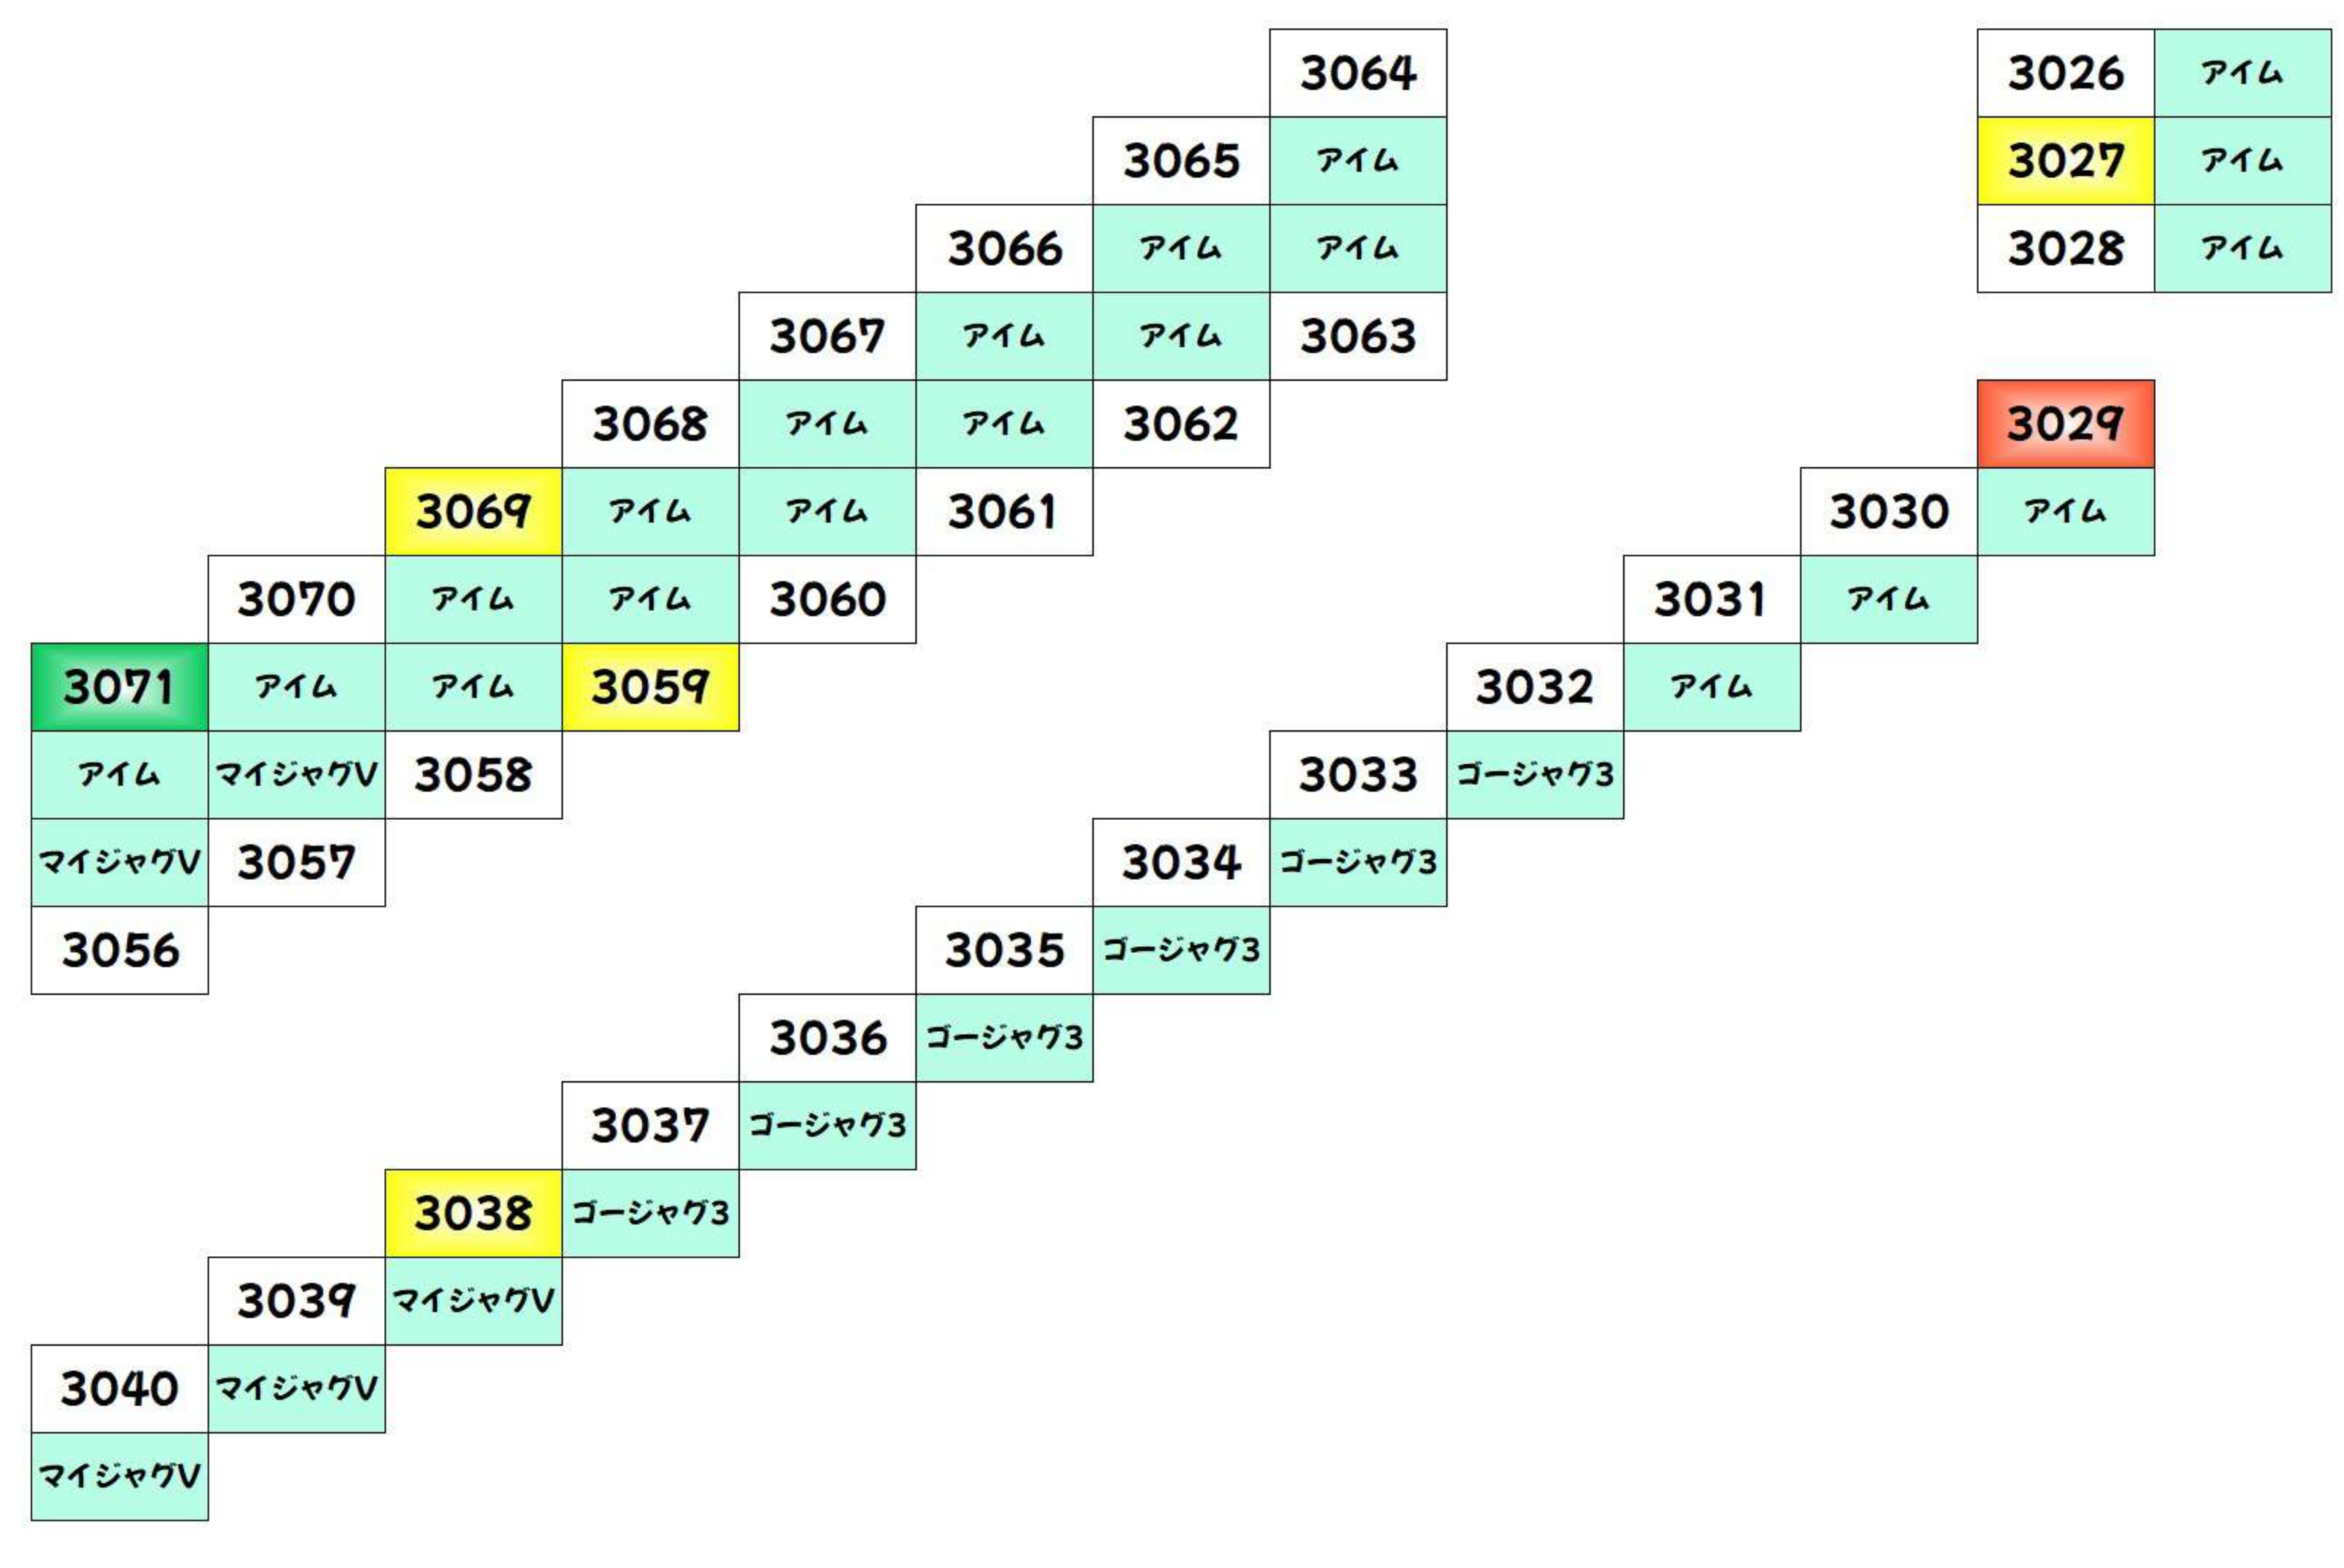 3064 3026 アイム
3065 アイム 3027 アイム
3066 アイム アイム 3028 アイム
3067 アイム アイム 3063
3068 アイム アイム 3062 3029
3069 アイム アイム 3061 3030 アイム
3070 アイム アイム 3060 3031 アイム
3071 アイム アイム 3059 3032 アイム
アイム マイジャグV 3058 3033 ゴージャグ3
マイジャグV 3057 3034 ゴージャグ3
3056 3035 ゴージャグ3
3036 ゴージャグ3
3037 ゴージャグ3
3038 ゴージャグ3
3039 マイジャグV
3040 マイジャグV
マイジャグV